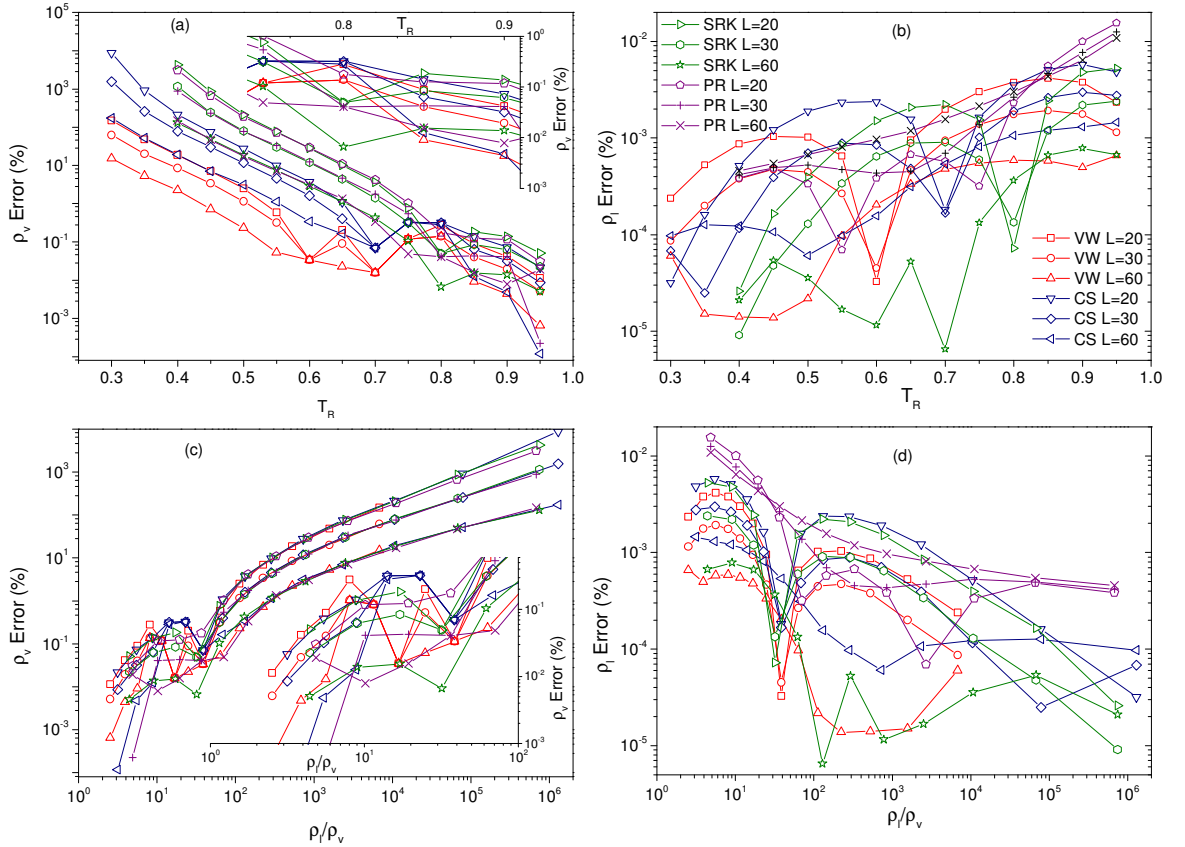 (a)
T_R
0.8
0.9
10^0
10^-1
10^-2
10^-3
ρ_v Error (%)
10^5
10^3
10^1
10^-1
10^-3
ρ_v Error (%)
0.3
0.4
0.5
0.6
0.7
0.8
0.9
1.0
T_R
SRK L=20
SRK L=30
SRK L=60
PR L=20
PR L=30
PR L=60
(b)
10^-2
10^-3
10^-4
10^-5
ρ_l Error (%)
VW L=20
VW L=30
VW L=60
CS L=20
CS L=30
CS L=60
0.3
0.4
0.5
0.6
0.7
0.8
0.9
1.0
T_R
(c)
10^3
10^1
10^-1
10^-3
ρ_v Error (%)
10^-1
10^-2
10^-3
ρ_v Error (%)
10^0
10^1
10^2
ρ_l/ρ_v
10^0
10^1
10^2
10^3
10^4
10^5
10^6
ρ_l/ρ_v
(d)
10^-2
10^-3
10^-4
10^-5
ρ_l Error (%)
10^0
10^1
10^2
10^3
10^4
10^5
10^6
ρ_l/ρ_v